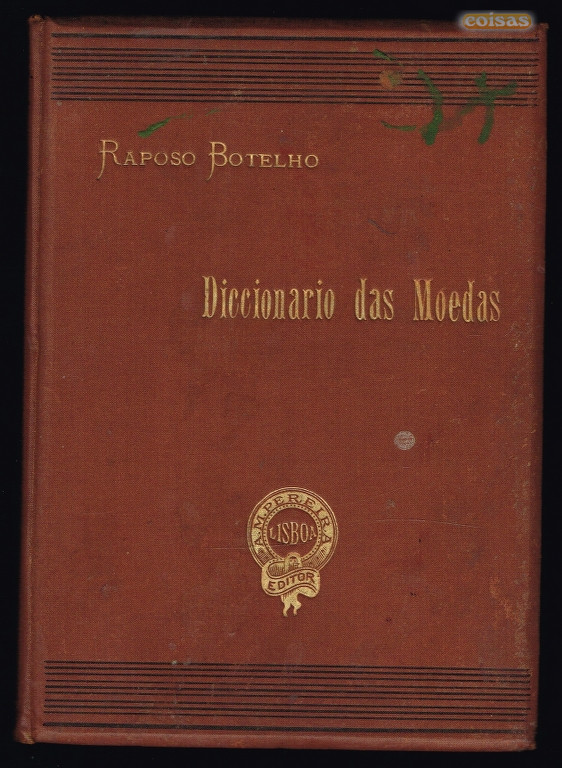 coisas
RAPOSO BOTELHO
Diccionario das Moedas
A.M.PEREIRA
LISBOA
EDITOR